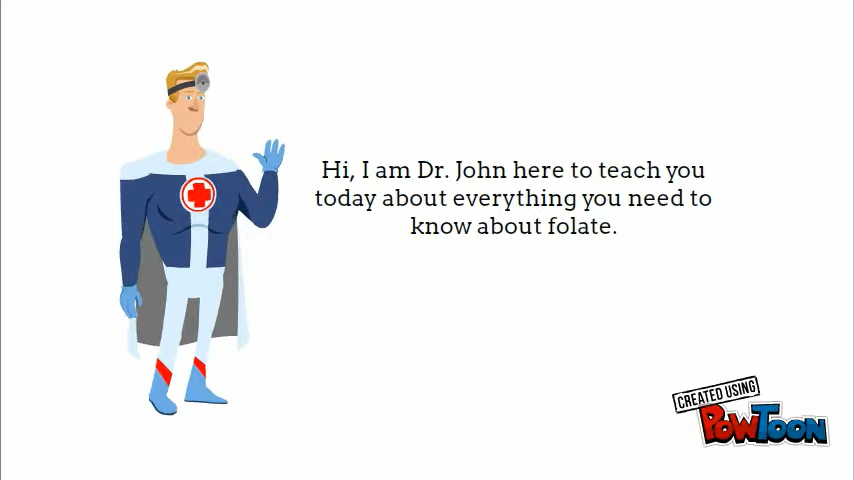 Hi, I am Dr. John here to teach you
today about everything you need to
know about folate.
CREATED USING
POWTOON